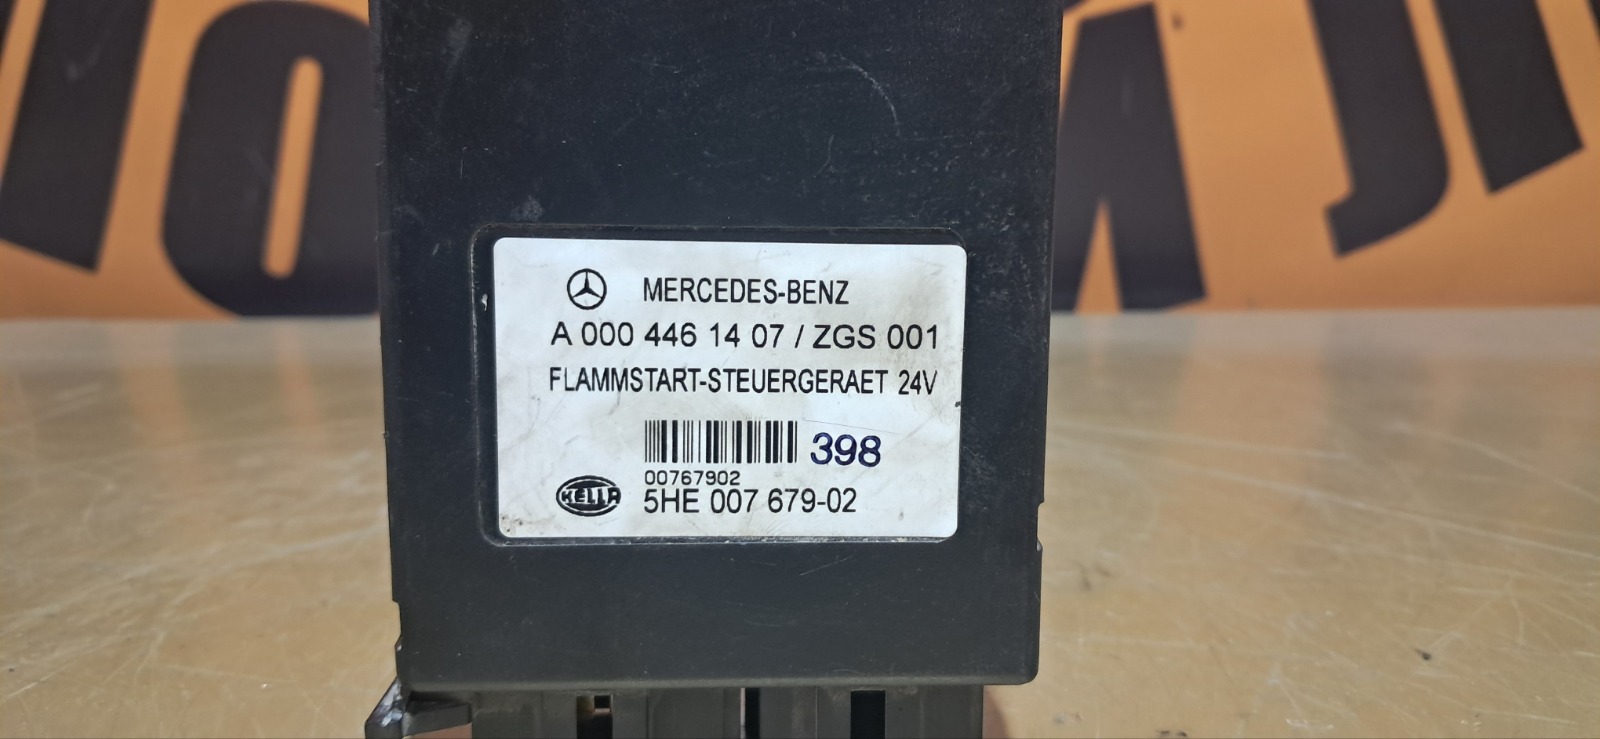 MERCEDES-BENZ
A 000 446 14 07 / ZGS 001
FLAMMSTART-STEUERGERAET 24V
398
00767902
HELLA
5HE 007 679-02